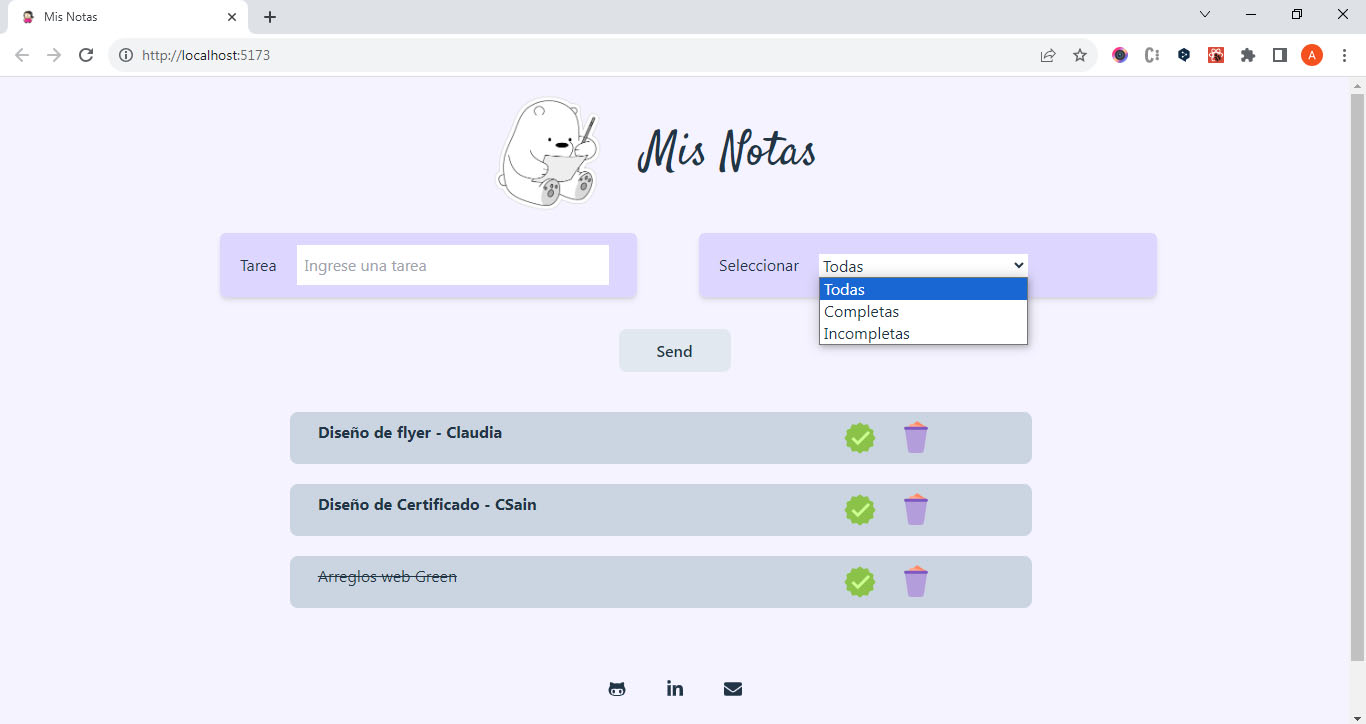 Mis Notas
http://localhost:5173
A
Mis Notas
Tarea
Ingrese una tarea
Seleccionar
Todas
Todas
Completas
Incompletas
Send
Diseño de flyer - Claudia
Diseño de Certificado - CSain
Arreglos web Green
in